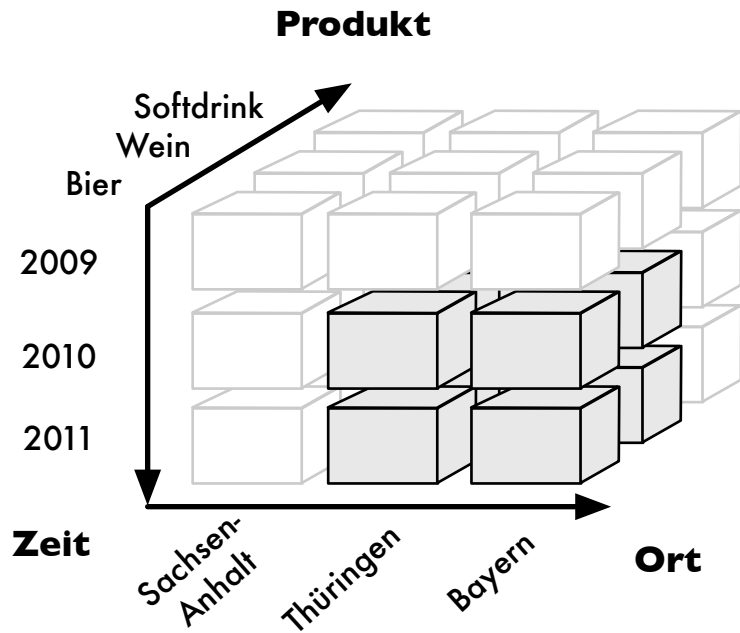 Produkt
Softdrink
Wein
Bier
2009
2010
2011
Zeit
Sachsen-
Anhalt
Thüringen
Bayern
Ort